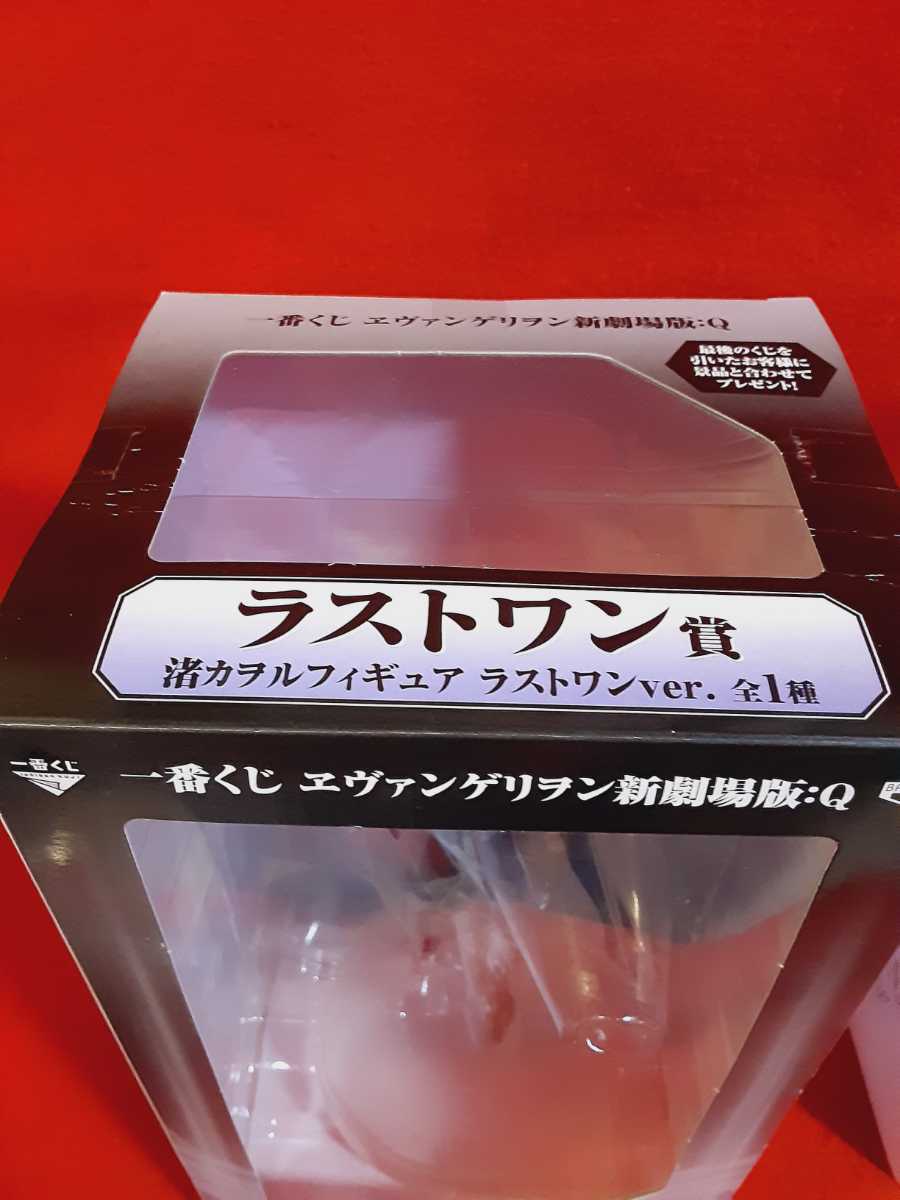 一番くじ ヱヴァンゲリヲン新劇場版:Q
最後のくじを
引いたお客様に
景品と合わせて
プレゼント!
ラストワン賞
渚カヲルフィギュア ラストワンver. 全1種
一番くじ
一番くじ ヱヴァンゲリヲン新劇場版:Q